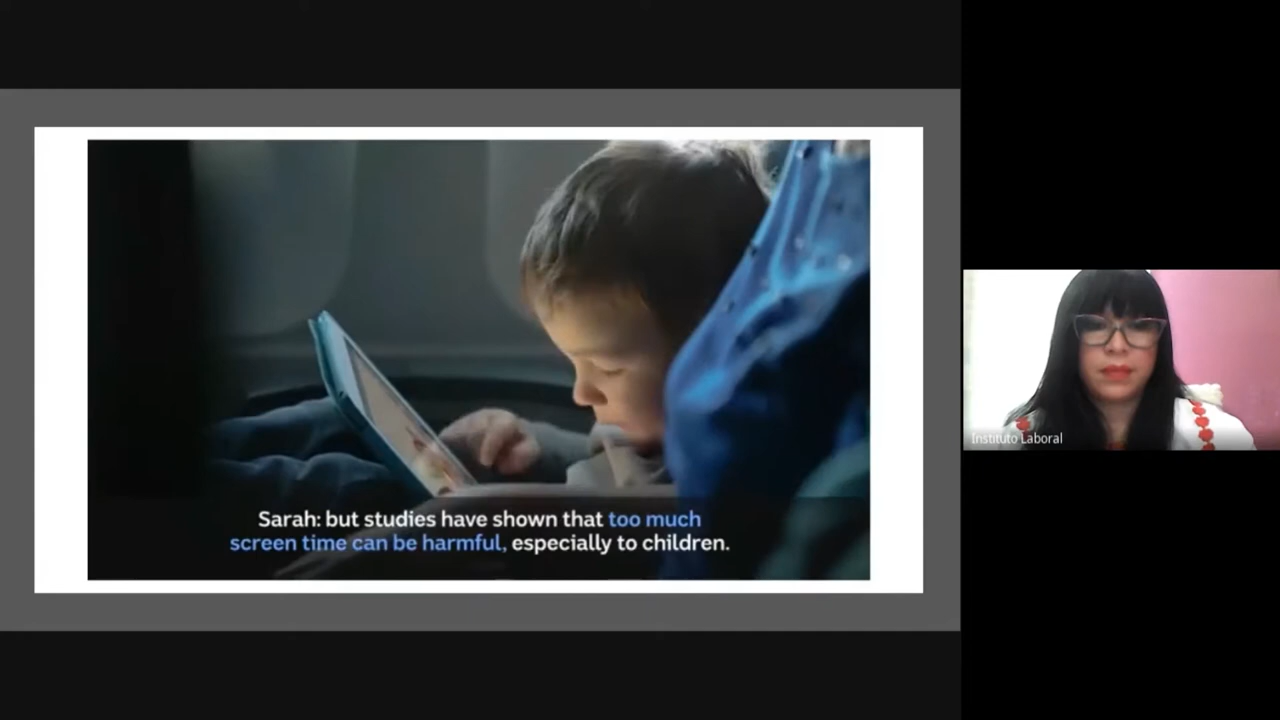 Sarah: but studies have shown that too much
screen time can be harmful, especially to children.
Instituto Laboral